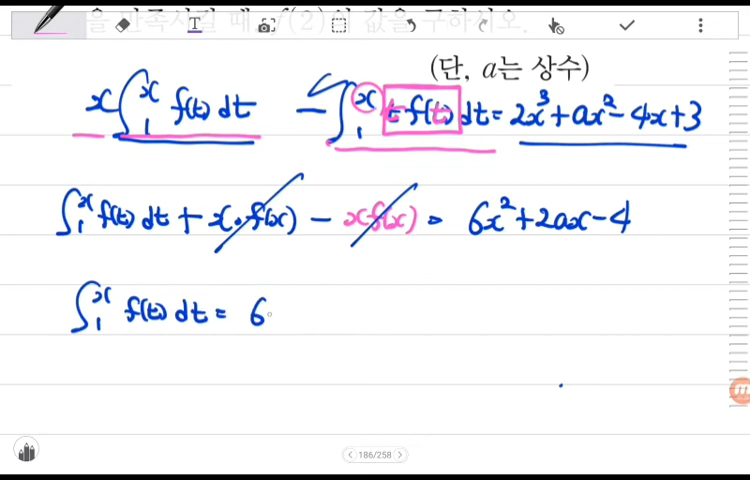 을 만족시킬 때, f(2)의 값을 구하시오.
(단, a는 상수)
x∫₁ˣ f(t) dt − ∫₁ˣ t f(t) dt = 2x³ + ax² − 4x + 3
∫₁ˣ f(t) dt + x·f(x) − xf(x) = 6x² + 2ax − 4
∫₁ˣ f(t) dt = 6
186/258